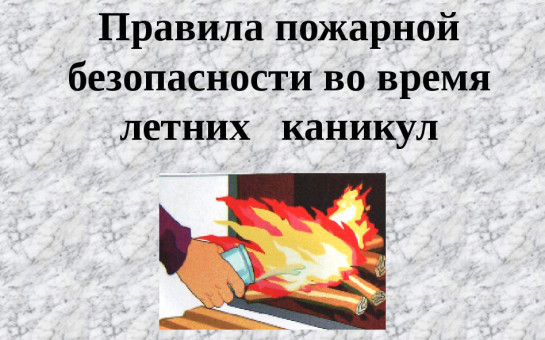 Правила пожарной
безопасности во время
летних каникул